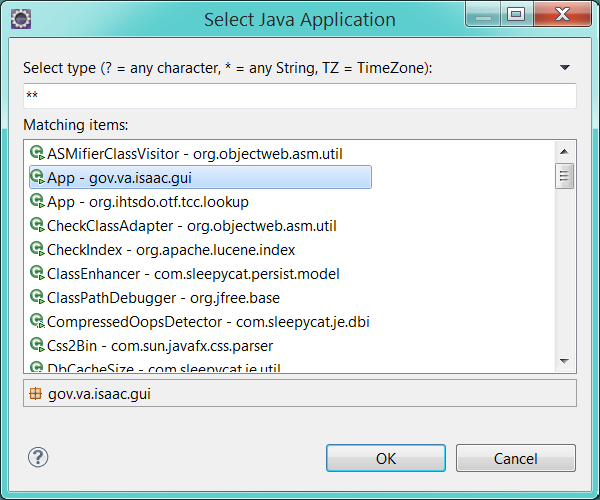 Select Java Application
Select type (? = any character, * = any String, TZ = TimeZone):
**
Matching items:
ASMifierClassVisitor - org.objectweb.asm.util
App - gov.va.isaac.gui
App - org.ihtsdo.otf.tcc.lookup
CheckClassAdapter - org.objectweb.asm.util
CheckIndex - org.apache.lucene.index
ClassEnhancer - com.sleepycat.persist.model
ClassPathDebugger - org.jfree.base
CompressedOopsDetector - com.sleepycat.je.dbi
Css2Bin - com.sun.javafx.css.parser
DbCacheSize - com.sleepycat.je.util
gov.va.isaac.gui
OK Cancel